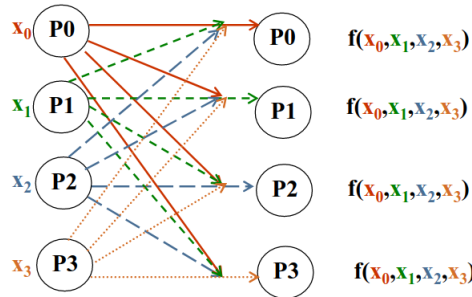 x0 P0 P0 f(x0,x1,x2,x3)
x1 P1 P1 f(x0,x1,x2,x3)
x2 P2 P2 f(x0,x1,x2,x3)
x3 P3 P3 f(x0,x1,x2,x3)